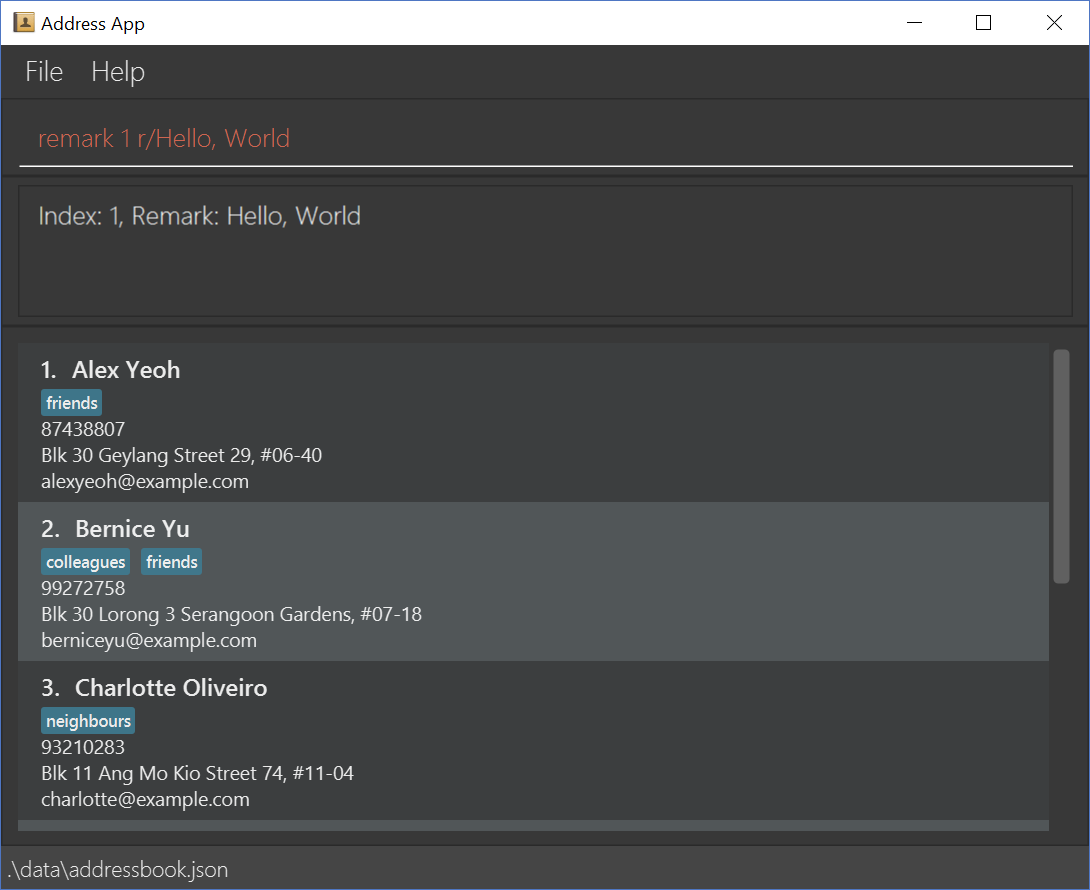 Address App
File Help
remark 1 r/Hello, World
Index: 1, Remark: Hello, World
1. Alex Yeoh
friends
87438807
Blk 30 Geylang Street 29, #06-40
alexyeoh@example.com
2. Bernice Yu
colleagues friends
99272758
Blk 30 Lorong 3 Serangoon Gardens, #07-18
berniceyu@example.com
3. Charlotte Oliveiro
neighbours
93210283
Blk 11 Ang Mo Kio Street 74, #11-04
charlotte@example.com
.\data\addressbook.json